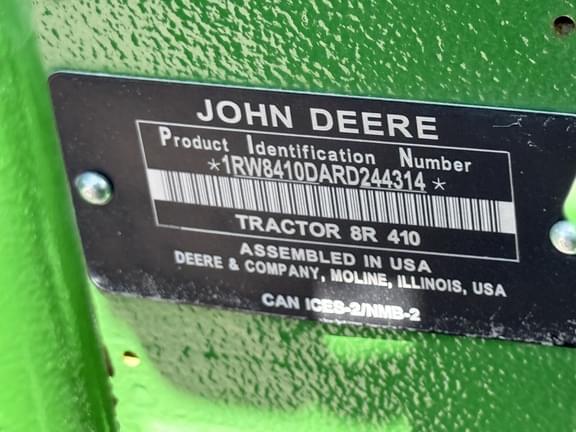 JOHN DEERE
Product Identification Number
*1RW8410DARD244314*
TRACTOR 8R 410
ASSEMBLED IN USA
DEERE & COMPANY, MOLINE, ILLINOIS, USA
CAN ICES-2/NMB-2